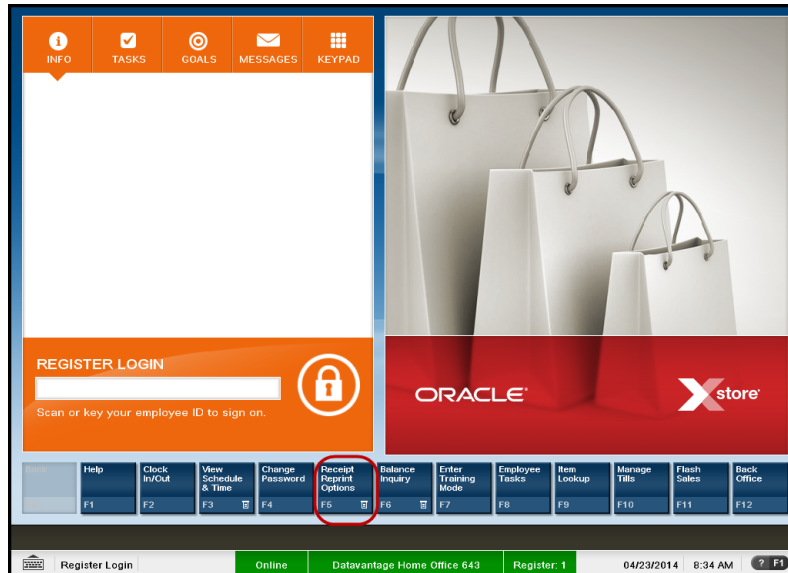 INFO TASKS GOALS MESSAGES KEYPAD
REGISTER LOGIN
Scan or key your employee ID to sign on.
ORACLE
Xstore
Help
F1
Clock
In/Out
F2
View
Schedule
& Time
F3
Change
Password
F4
Receipt
Reprint
Options
F5
Balance
Inquiry
F6
Enter
Training
Mode
F7
Employee
Tasks
F8
Item
Lookup
F9
Manage
Tills
F10
Flash
Sales
F11
Back
Office
F12
Register Login Online Datavantage Home Office 643 Register: 1 04/23/2014 8:34 AM ? F1